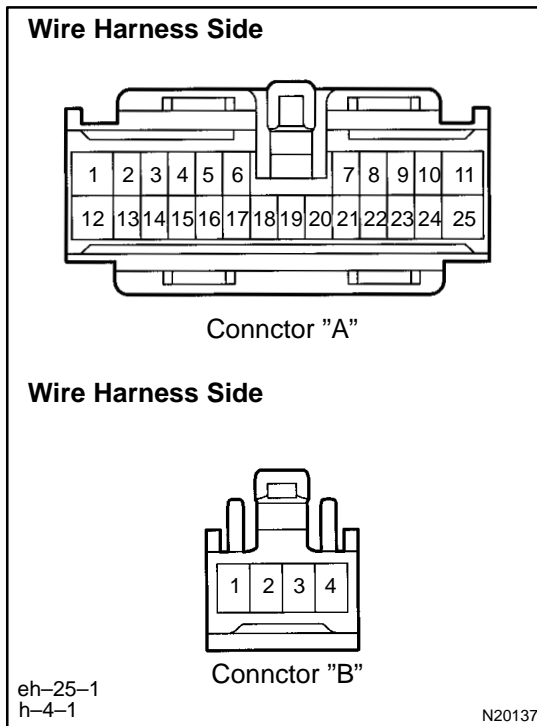 Wire Harness Side
1 2 3 4 5 6 7 8 9 10 11
12 13 14 15 16 17 18 19 20 21 22 23 24 25
Connctor ”A”
Wire Harness Side
1 2 3 4
Connctor ”B”
eh–25–1
h–4–1
N20137